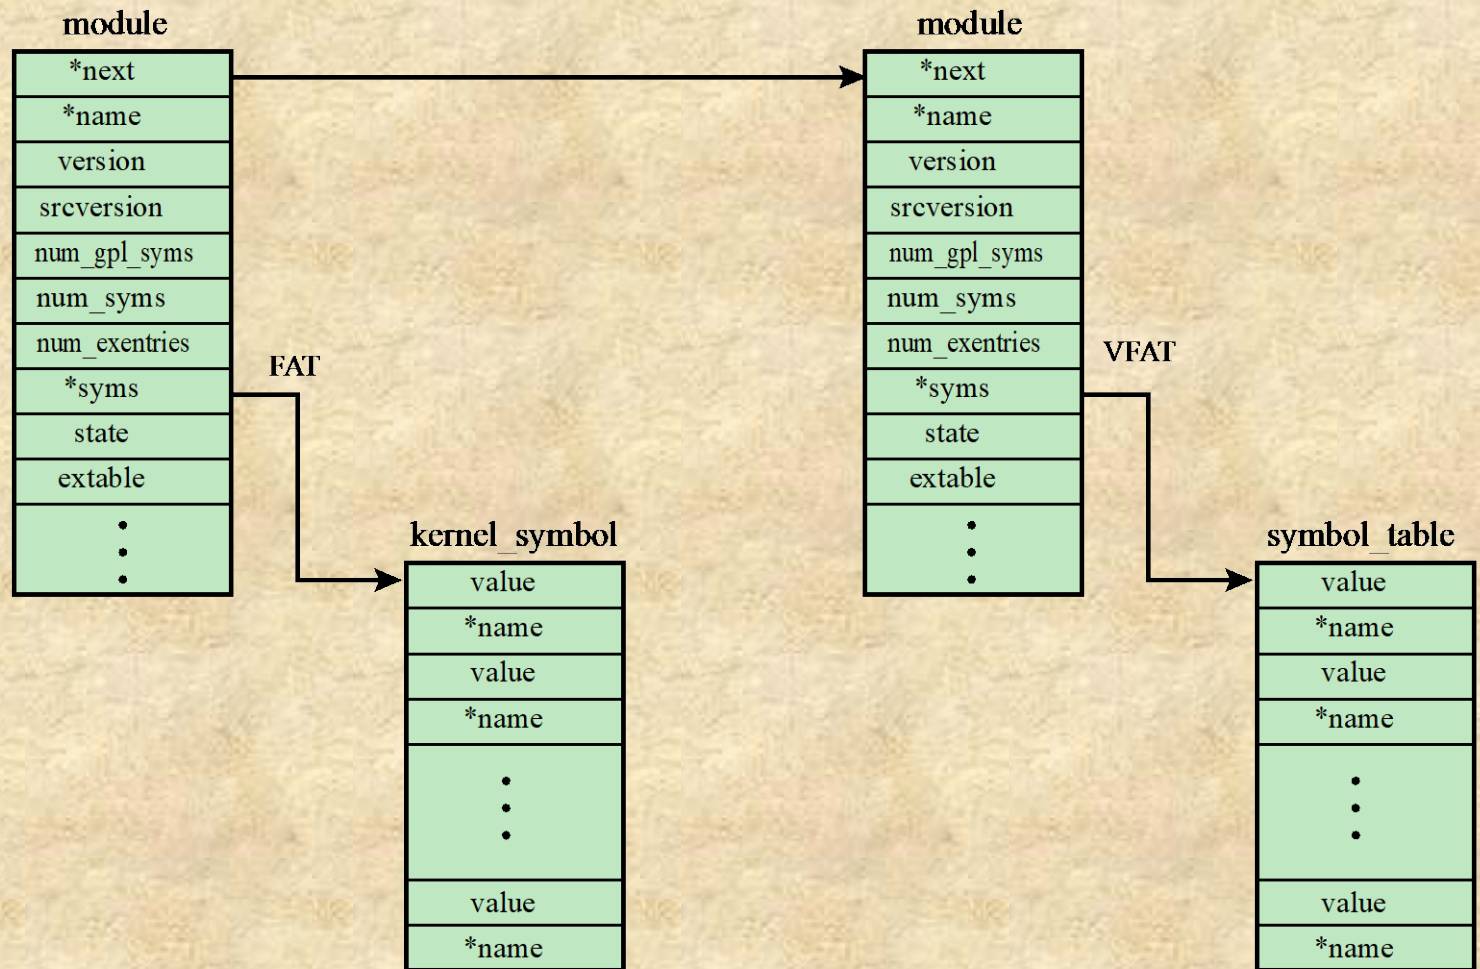 module
*next
*name
version
srcversion
num_gpl_syms
num_syms
num_exentries
*syms
state
extable
FAT
kernel_symbol
value
*name
value
*name
value
*name
module
*next
*name
version
srcversion
num_gpl_syms
num_syms
num_exentries
*syms
state
extable
VFAT
symbol_table
value
*name
value
*name
value
*name